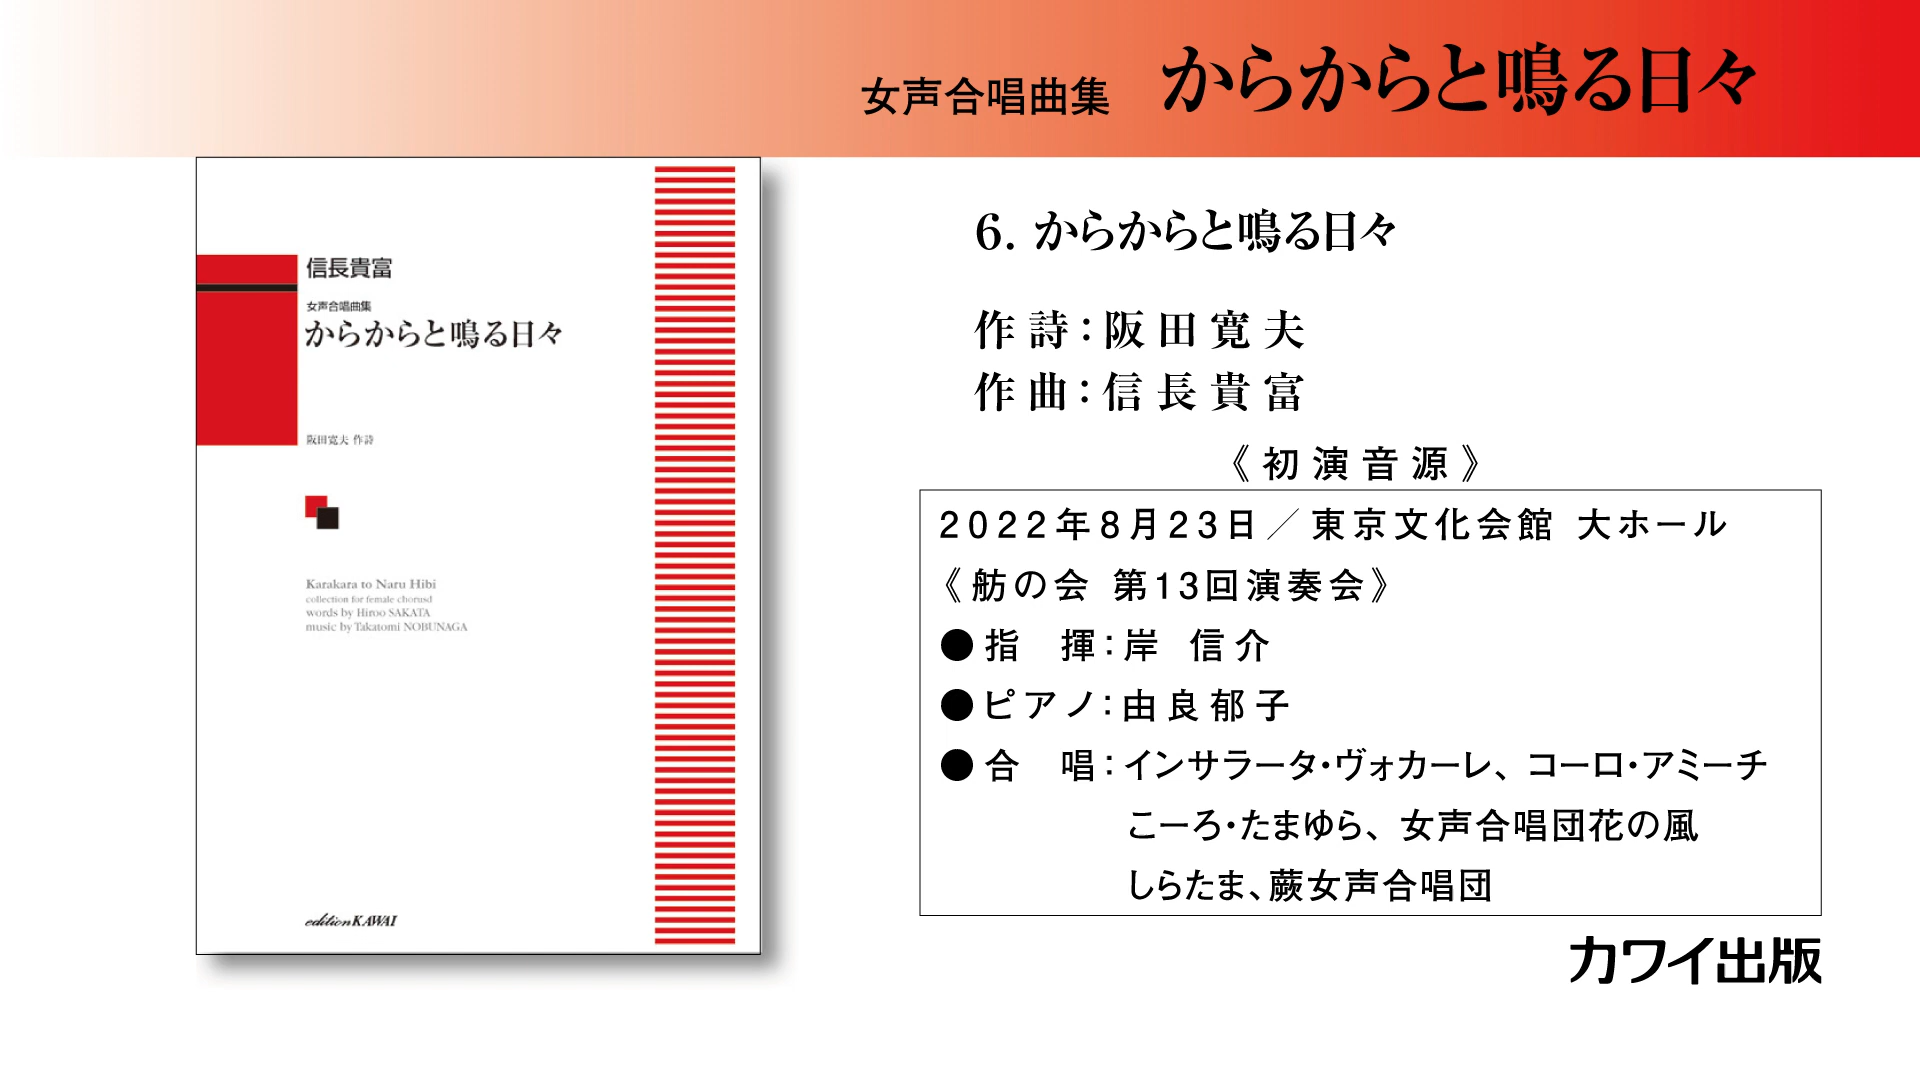 女声合唱曲集 からからと鳴る日々
信長貴富
女声合唱曲集
からからと鳴る日々
阪田寛夫 作詩
Karakara to Naru Hibi
collection for female chorusd
words by Hiroo SAKATA
music by Takatomi NOBUNAGA
edition KAWAI
6. からからと鳴る日々
作詩：阪田寛夫
作曲：信長貴富
《初演音源》
2022年8月23日／東京文化会館 大ホール
《舫の会 第13回演奏会》
●指　揮：岸 信介
●ピアノ：由良郁子
●合　唱：インサラータ・ヴォカーレ、コーロ・アミーチ
こーろ・たまゆら、女声合唱団花の風
しらたま、蕨女声合唱団
カワイ出版